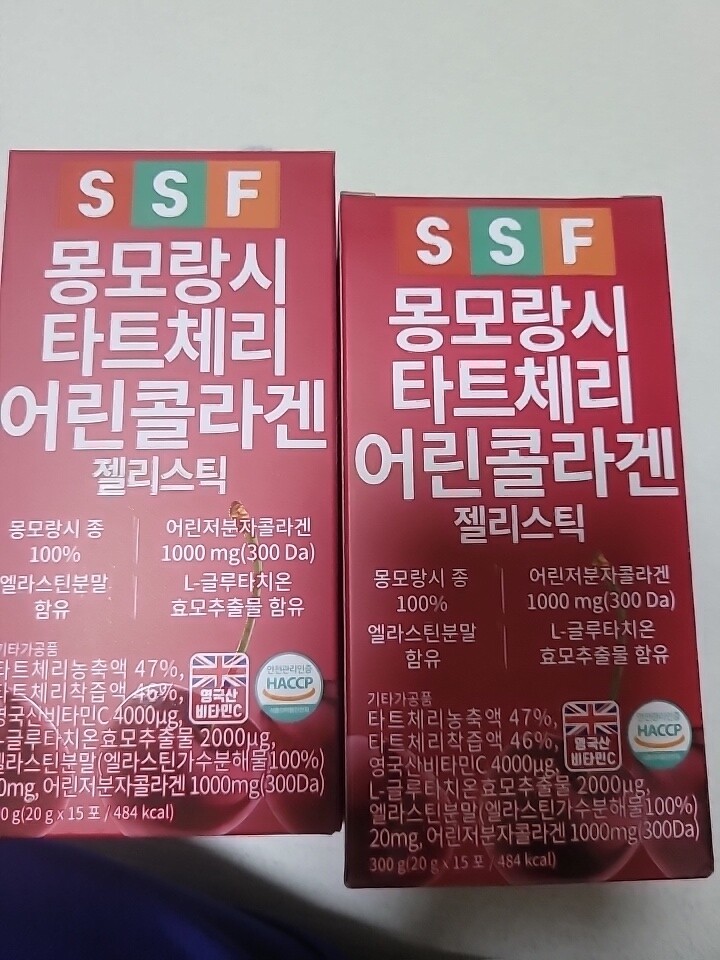 SSF
몽모랑시
타트체리
어린콜라겐
젤리스틱
몽모랑시 종
100%
어린저분자콜라겐
1000 mg(300 Da)
엘라스틴분말
함유
L-글루타치온
효모추출물 함유
기타가공품
타트체리농축액 47%,
타트체리착즙액 46%,
영국산비타민C 4000µg,
L-글루타치온효모추출물 2000µg,
엘라스틴분말(엘라스틴가수분해물100%)
20mg, 어린저분자콜라겐 1000mg(300Da)
(20 g x 15 포 / 484 kcal)
영국산
비타민C
안전관리인증
HACCP
SSF
몽모랑시
타트체리
어린콜라겐
젤리스틱
몽모랑시 종
100%
어린저분자콜라겐
1000 mg(300 Da)
엘라스틴분말
함유
L-글루타치온
효모추출물 함유
기타가공품
타트체리농축액 47%,
타트체리착즙액 46%,
영국산비타민C 4000µg,
L-글루타치온효모추출물 2000µg,
엘라스틴분말(엘라스틴가수분해물100%)
20mg, 어린저분자콜라겐 1000mg(300Da)
300 g(20 g x 15 포 / 484 kcal)
영국산
비타민C
안전관리인증
HACCP